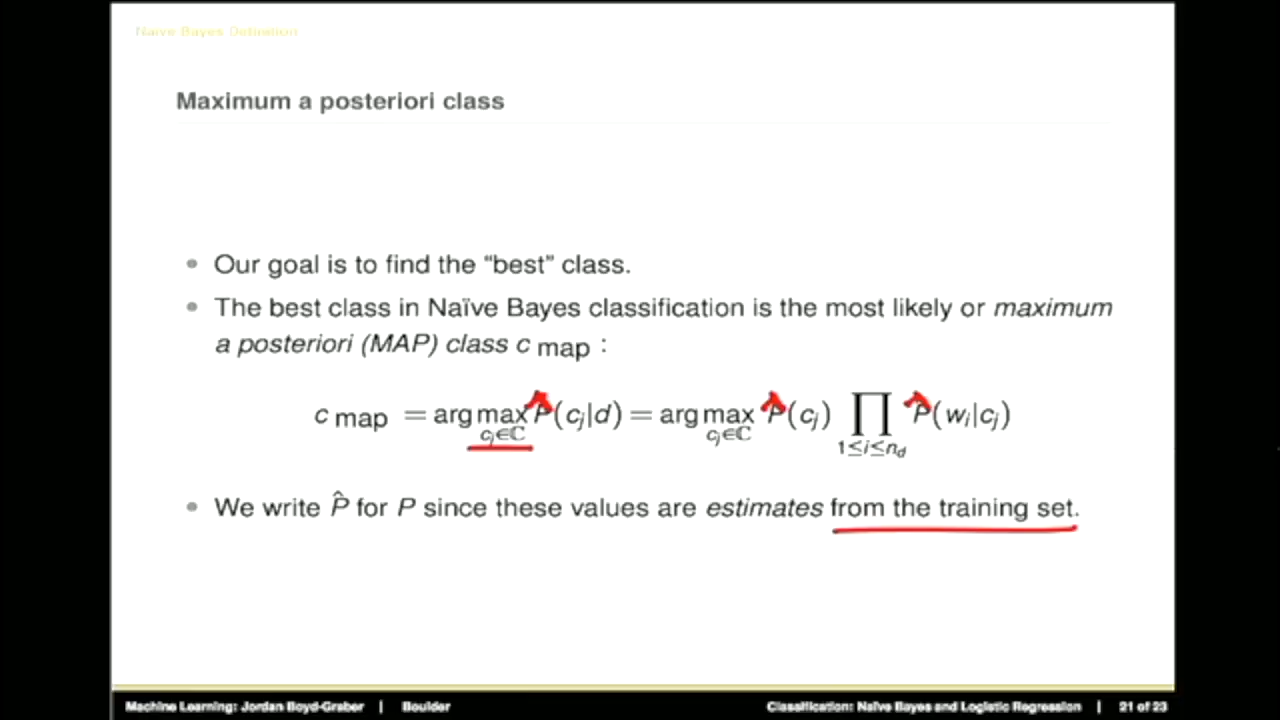 Naïve Bayes Definition
Maximum a posteriori class
• Our goal is to find the “best” class.
• The best class in Naïve Bayes classification is the most likely or maximum
a posteriori (MAP) class c map :
c map = arg max P̂(cj|d) = arg max P̂(cj) ∏ P̂(wi|cj)
cj∈ℂ cj∈ℂ 1≤i≤nd
• We write P̂ for P since these values are estimates from the training set.
Machine Learning: Jordan Boyd-Graber | Boulder Classification: Naïve Bayes and Logistic Regression | 21 of 23